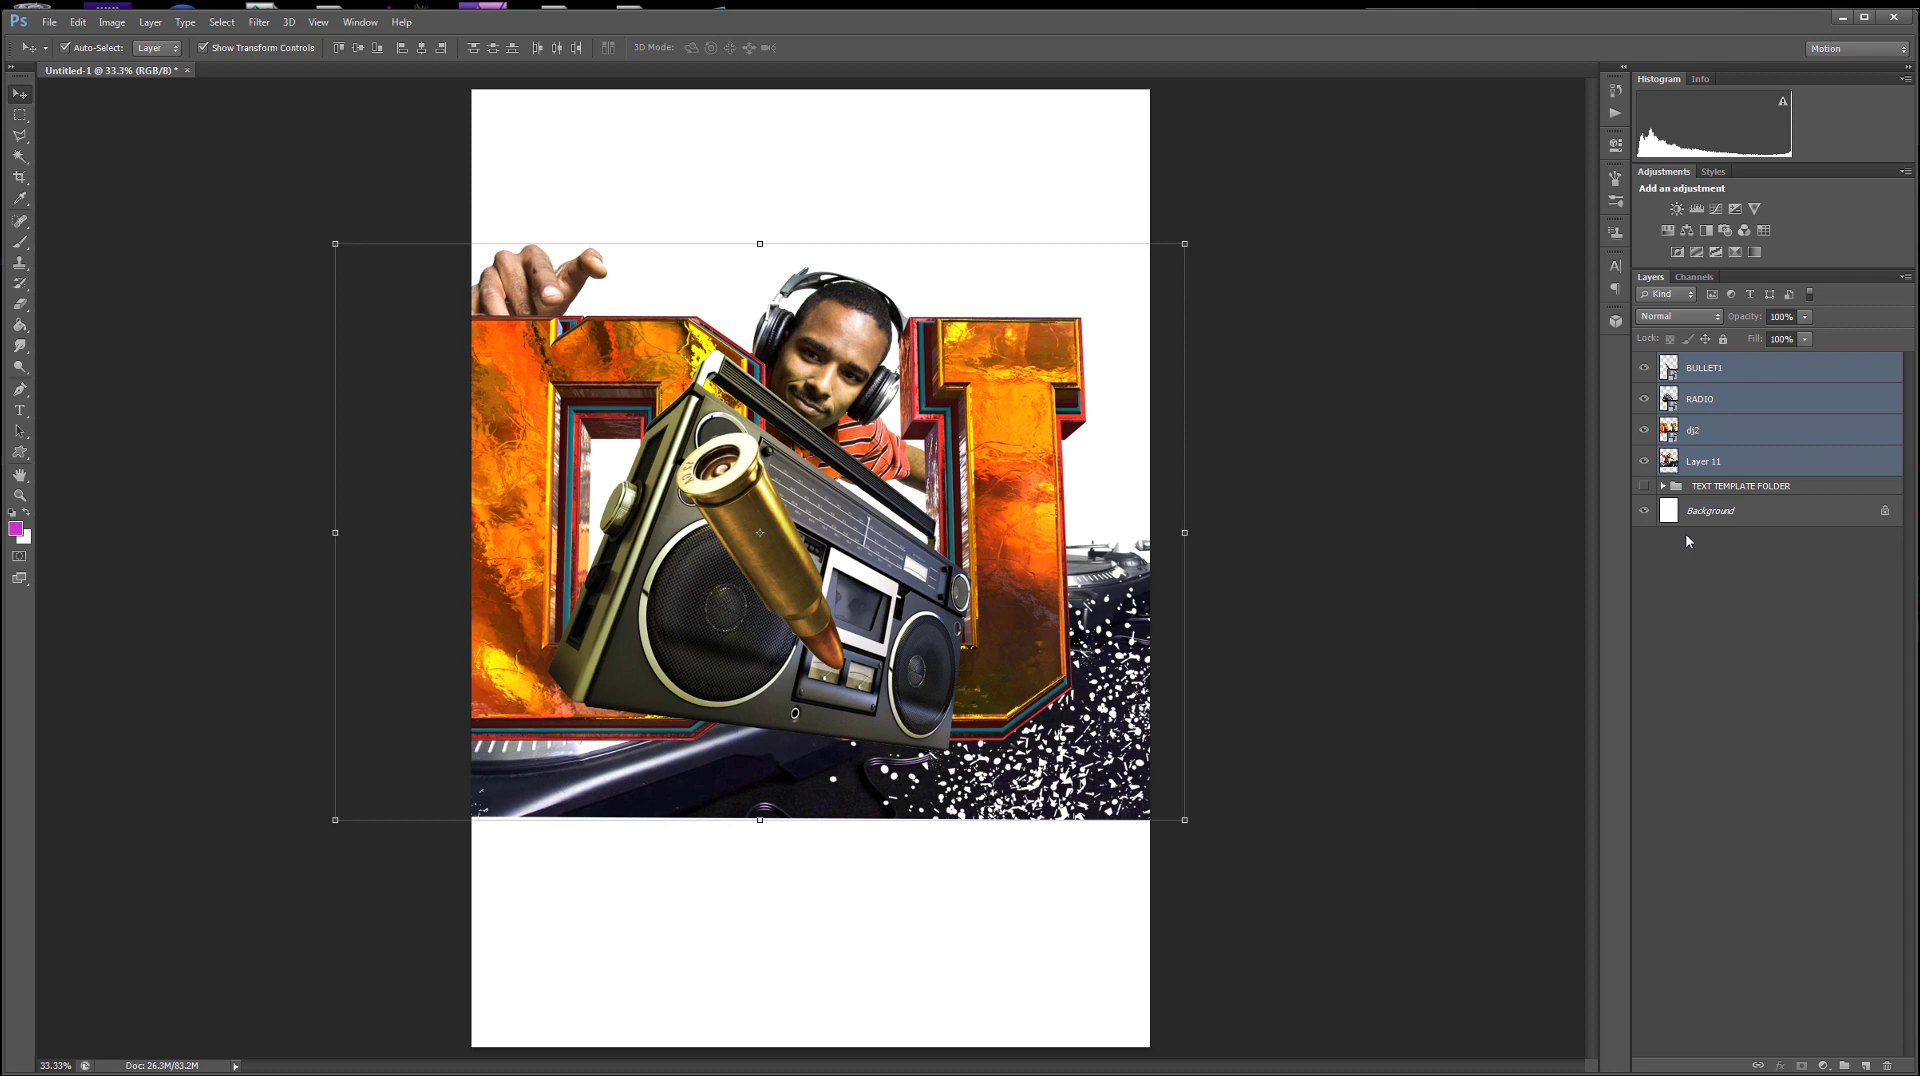 Ps File Edit Image Layer Type Select Filter 3D View Window Help
Auto-Select: Layer Show Transform Controls 3D Mode: Motion
Untitled-1 @ 33.3% (RGB/8) * ×
Histogram Info
Adjustments Styles
Add an adjustment
Layers Channels
Kind
Normal Opacity: 100%
Lock: Fill: 100%
BULLET1
RADIO
dj2
Layer 11
TEXT TEMPLATE FOLDER
Background
DJ
33.33% Doc: 26.3M/83.2M